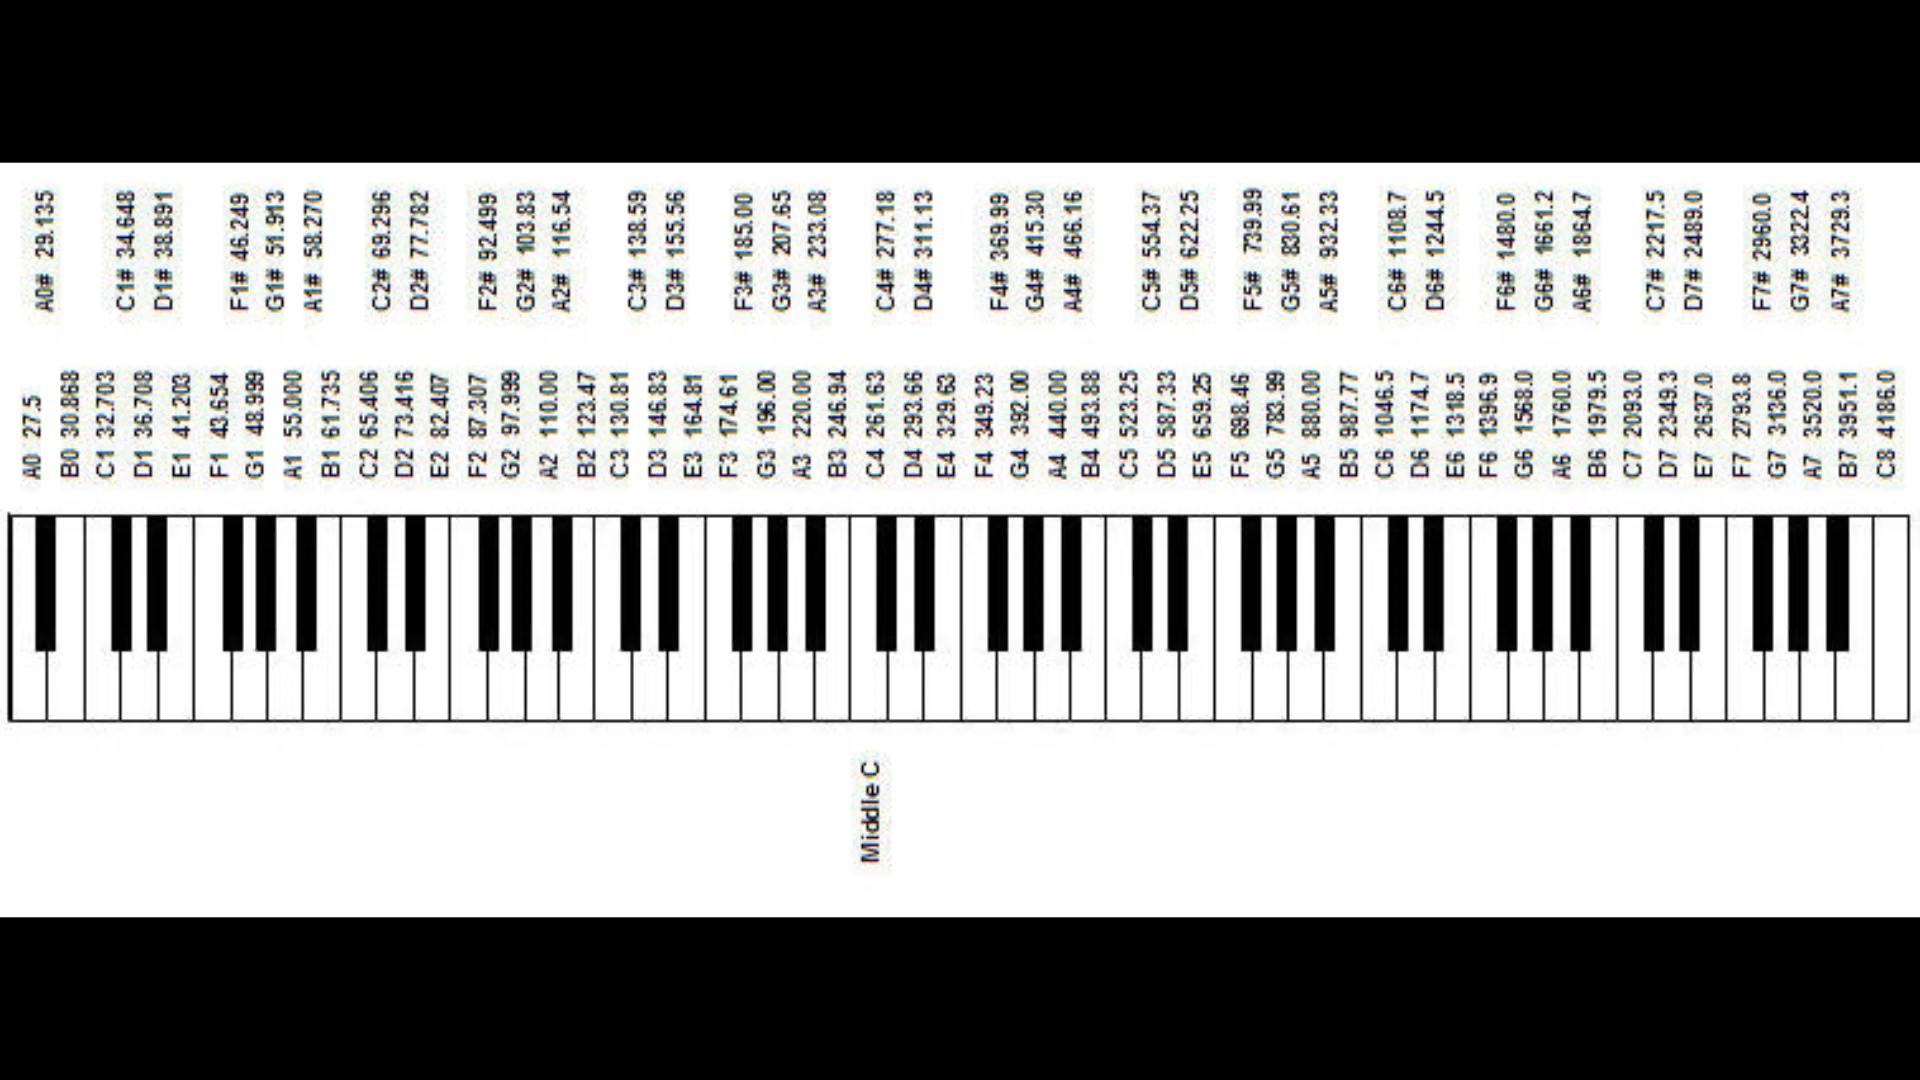 A0# 29.135
C1# 34.648
D1# 38.891
F1# 46.249
G1# 51.913
A1# 58.270
C2# 69.296
D2# 77.782
F2# 92.499
G2# 103.83
A2# 116.54
C3# 138.59
D3# 155.56
F3# 185.00
G3# 207.65
A3# 233.08
C4# 277.18
D4# 311.13
F4# 369.99
G4# 415.30
A4# 466.16
C5# 554.37
D5# 622.25
F5# 739.99
G5# 830.61
A5# 932.33
C6# 1108.7
D6# 1244.5
F6# 1480.0
G6# 1661.2
A6# 1864.7
C7# 2217.5
D7# 2489.0
F7# 2960.0
G7# 3322.4
A7# 3729.3
A0 27.5
B0 30.868
C1 32.703
D1 36.708
E1 41.203
F1 43.654
G1 48.999
A1 55.000
B1 61.735
C2 65.406
D2 73.416
E2 82.407
F2 87.307
G2 97.999
A2 110.00
B2 123.47
C3 130.81
D3 146.83
E3 164.81
F3 174.61
G3 196.00
A3 220.00
B3 246.94
C4 261.63
D4 293.66
E4 329.63
F4 349.23
G4 392.00
A4 440.00
B4 493.88
C5 523.25
D5 587.33
E5 659.25
F5 698.46
G5 783.99
A5 880.00
B5 987.77
C6 1046.5
D6 1174.7
E6 1318.5
F6 1396.9
G6 1568.0
A6 1760.0
B6 1979.5
C7 2093.0
D7 2349.3
E7 2637.0
F7 2793.8
G7 3136.0
A7 3520.0
B7 3951.1
C8 4186.0
Middle C